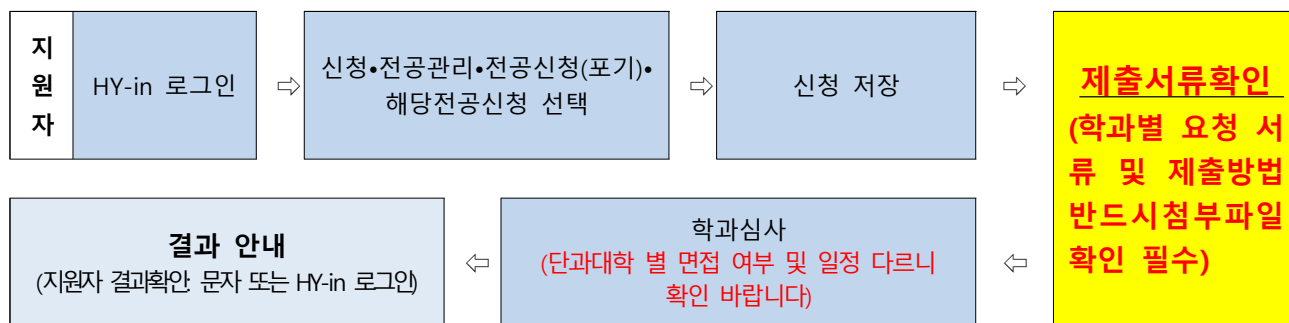 지
원
자
HY-in 로그인
⇨
신청•전공관리•전공신청(포기)•
해당전공신청 선택
⇨
신청 저장
⇨
제출서류확인
(학과별 요청 서
류 및 제출방법
반드시첨부파일
확인 필수)
⇦
학과심사
(단과대학 별 면접 여부 및 일정 다르니
확인 바랍니다)
⇦
결과 안내
(지원자 결과확인: 문자 또는 HY-in 로그인)